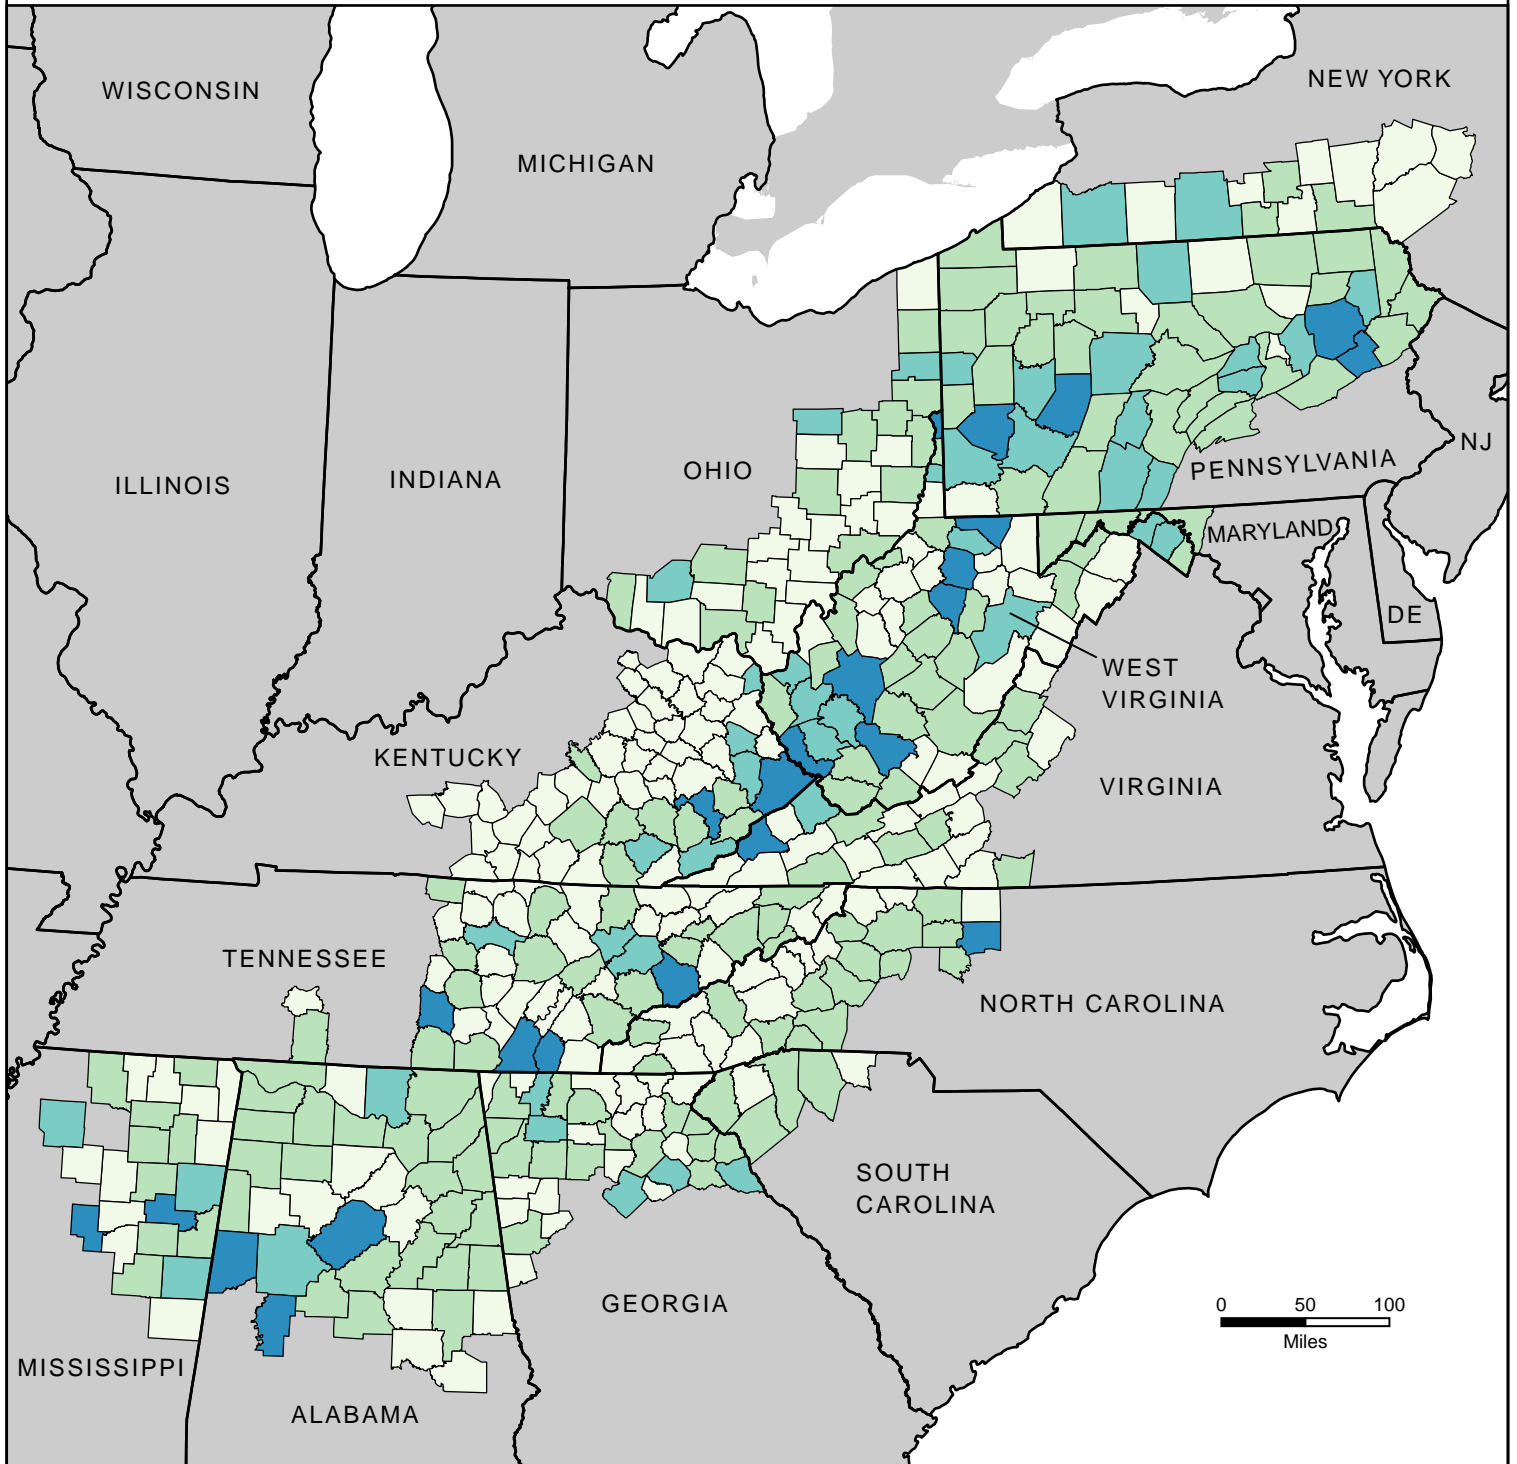 NEW YORK
WISCONSIN
MICHIGAN
NJ
PENNSYLVANIA
OHIO
INDIANA
ILLINOIS
MARYLAND
DE
WEST
VIRGINIA
KENTUCKY
VIRGINIA
TENNESSEE
NORTH CAROLINA
SOUTH
CAROLINA
GEORGIA
0 50 100
Miles
MISSISSIPPI
ALABAMA